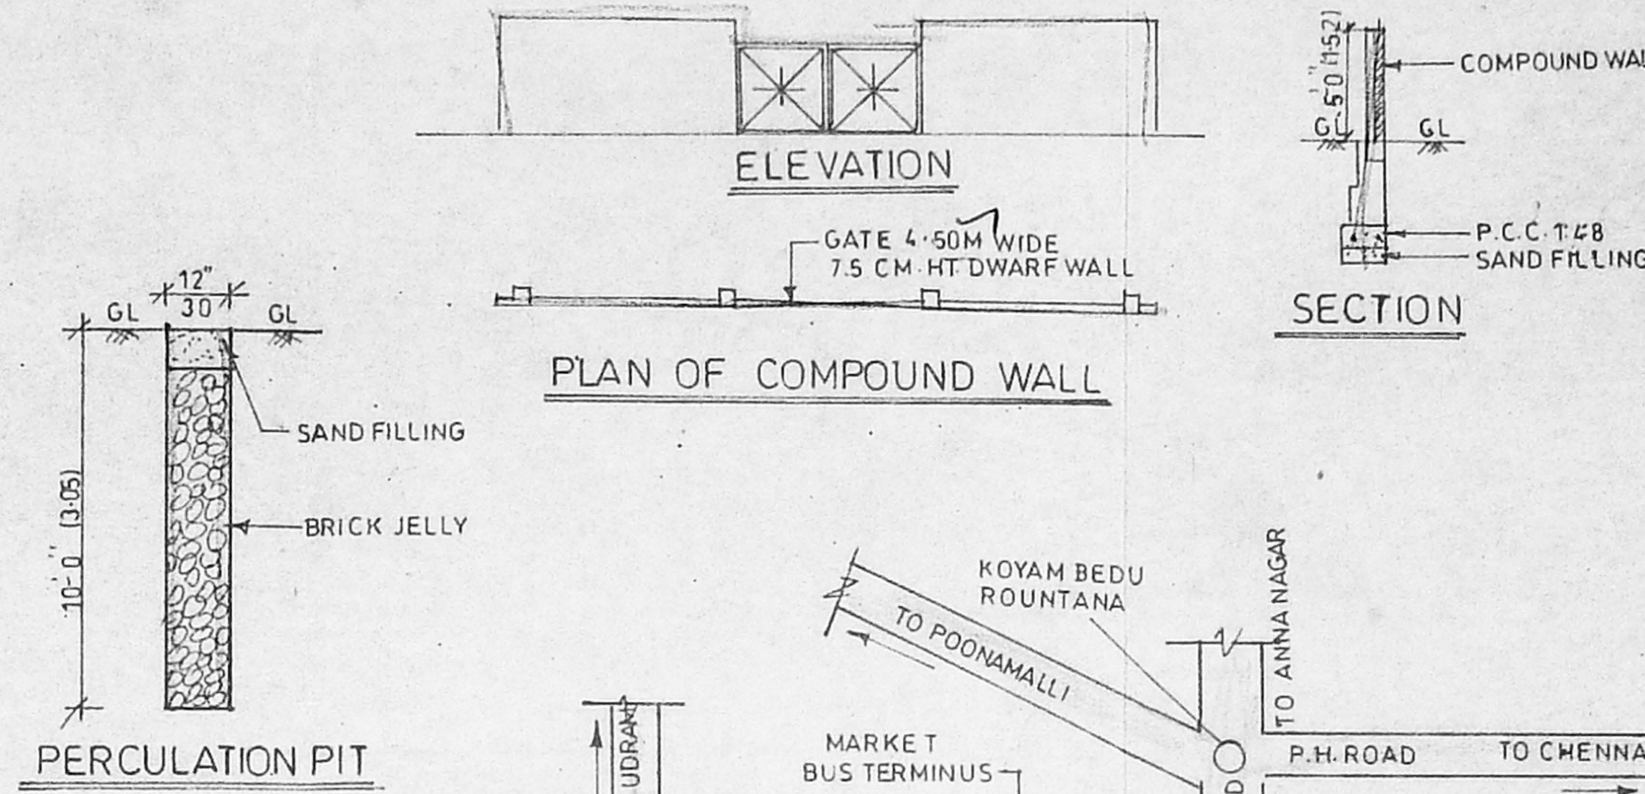 ELEVATION
GATE 4.50M WIDE
7.5 CM. HT. DWARF WALL
PLAN OF COMPOUND WALL
5'-0" (1.52)
COMPOUND WAL
GL
GL
P.C.C. 1:4:8
SAND FILLING
SECTION
12"
30
GL
GL
SAND FILLING
BRICK JELLY
10'-0" (3.05)
PERCULATION PIT
KOYAM BEDU
ROUNTANA
TO POONAMALLI
TO ANNA NAGAR
MARKET
BUS TERMINUS
P.H. ROAD
TO CHENNA